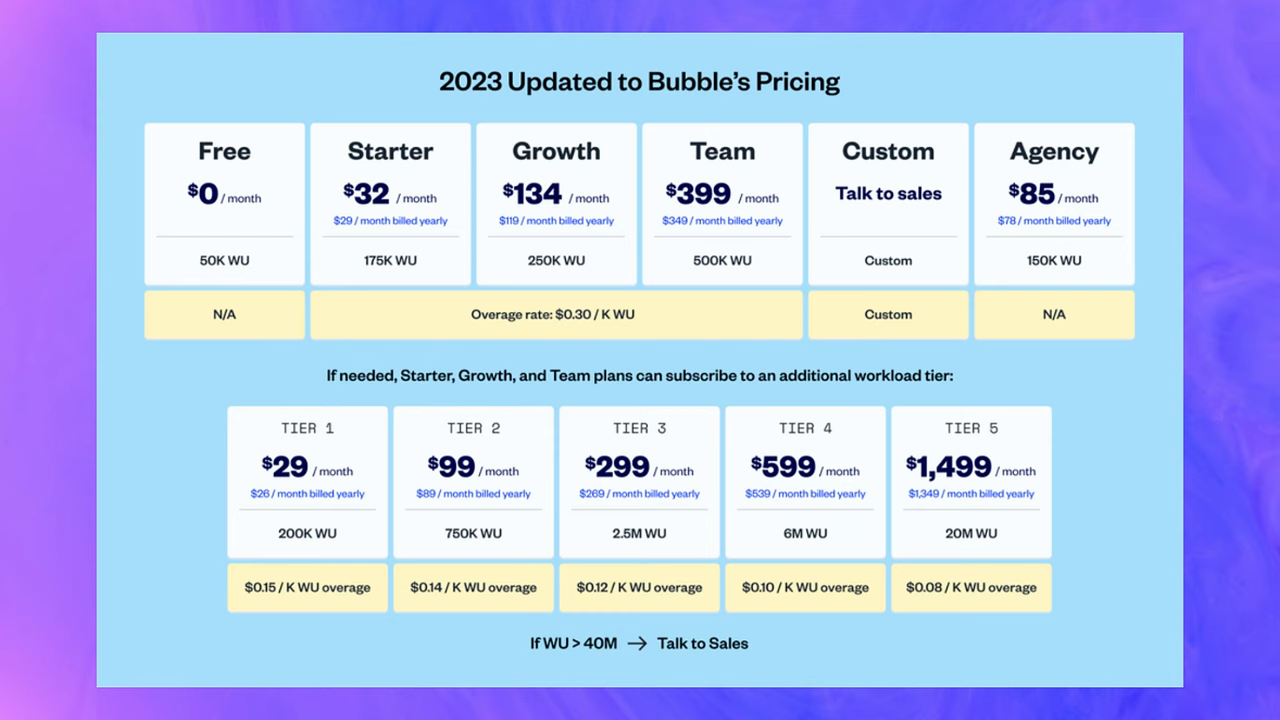 2023 Updated to Bubble's Pricing
Free
$0 / month
50K WU
N/A
Starter
$32 / month
$29 / month billed yearly
175K WU
Growth
$134 / month
$119 / month billed yearly
250K WU
Team
$399 / month
$349 / month billed yearly
500K WU
Overage rate: $0.30 / K WU
Custom
Talk to sales
Custom
Custom
Agency
$85 / month
$78 / month billed yearly
150K WU
N/A
If needed, Starter, Growth, and Team plans can subscribe to an additional workload tier:
TIER 1
$29 / month
$26 / month billed yearly
200K WU
$0.15 / K WU overage
TIER 2
$99 / month
$89 / month billed yearly
750K WU
$0.14 / K WU overage
TIER 3
$299 / month
$269 / month billed yearly
2.5M WU
$0.12 / K WU overage
TIER 4
$599 / month
$539 / month billed yearly
6M WU
$0.10 / K WU overage
TIER 5
$1,499 / month
$1,349 / month billed yearly
20M WU
$0.08 / K WU overage
If WU > 40M → Talk to Sales